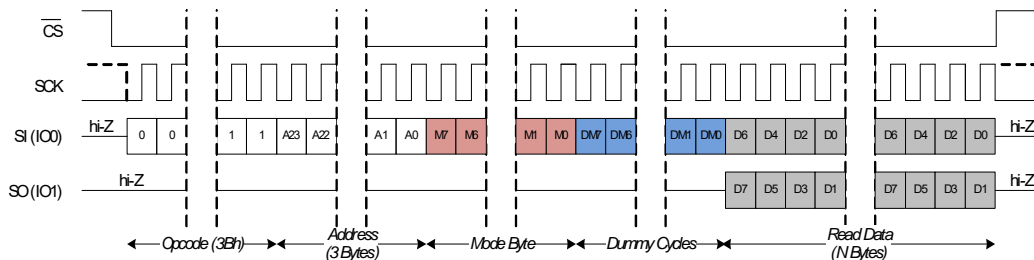 CS
SCK
SI (IO0) hi-Z 0 0 1 1 A23 A22 A1 A0 M7 M6 M1 M0 DM7 DM6 DM1 DM0 D6 D4 D2 D0 D6 D4 D2 D0 hi-Z
SO (IO1) hi-Z D7 D5 D3 D1 D7 D5 D3 D1 hi-Z
Opcode (3Bh) Address Mode Byte Dummy Cycles Read Data
(3 Bytes) (N Bytes)